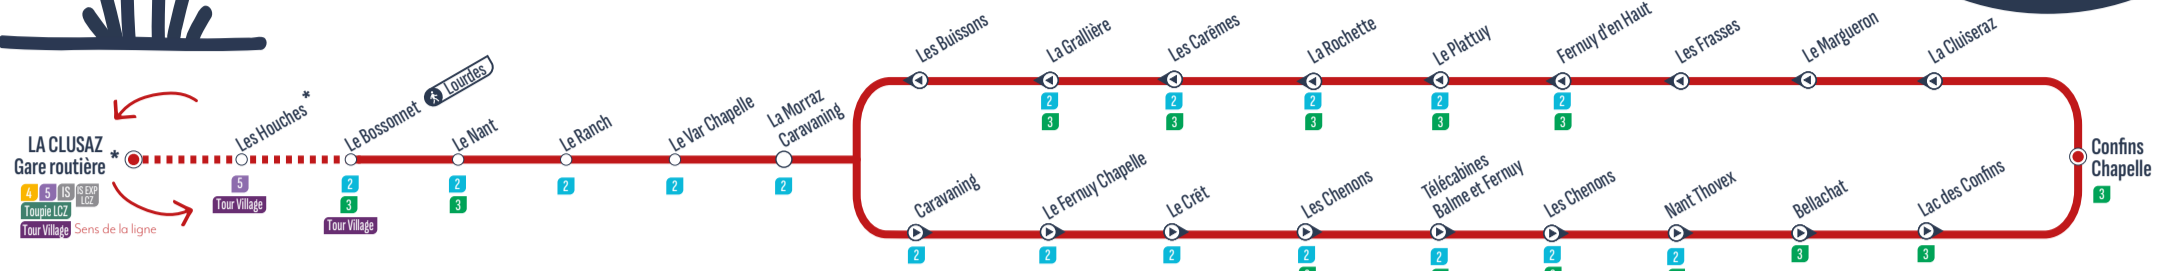 Les Buissons
La Grallière
Les Carêmes
La Rochette
Le Plattuy
Fernuy d'en Haut
Les Frasses
Le Margueron
La Cluiseraz
2
2
2
2
2
3
3
3
3
3
LA CLUSAZ
Gare routière *
4 5 IS IS EXP LCZ
Toupie LCZ
Tour Village
Sens de la ligne
Les Houches *
5
Tour Village
Le Bossonnet
Lourdes
2
3
Tour Village
Le Nant
2
3
Le Ranch
2
Le Var Chapelle
2
La Morraz
Caravaning
2
Caravaning
2
Le Fernuy Chapelle
2
Le Crêt
2
Les Chenons
2
Télécabines
Balme et Fernuy
2
Les Chenons
2
Nant Thovex
2
Bellachat
3
Lac des Confins
3
Confins
Chapelle
3